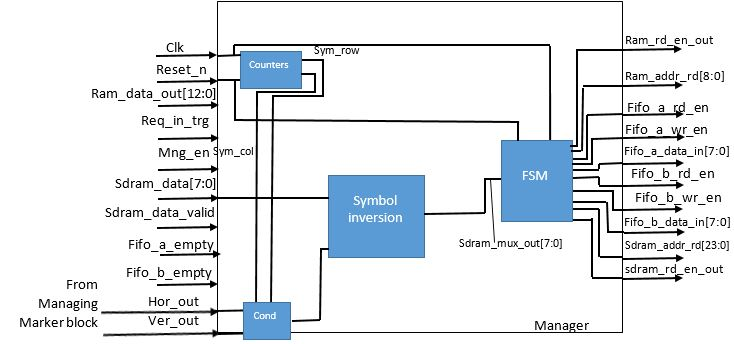 Clk
Reset_n
Ram_data_out[12:0]
Req_in_trg
Mng_en
Sym_col
Sdram_data[7:0]
Sdram_data_valid
Fifo_a_empty
Fifo_b_empty
From
Managing
Marker block
Hor_out
Ver_out
Counters
Sym_row
Symbol
inversion
Cond
FSM
Sdram_mux_out[7:0]
Manager
Ram_rd_en_out
Ram_addr_rd[8:0]
Fifo_a_rd_en
Fifo_a_wr_en
Fifo_a_data_in[7:0]
Fifo_b_rd_en
Fifo_b_wr_en
Fifo_b_data_in[7:0]
Sdram_addr_rd[23:0]
sdram_rd_en_out